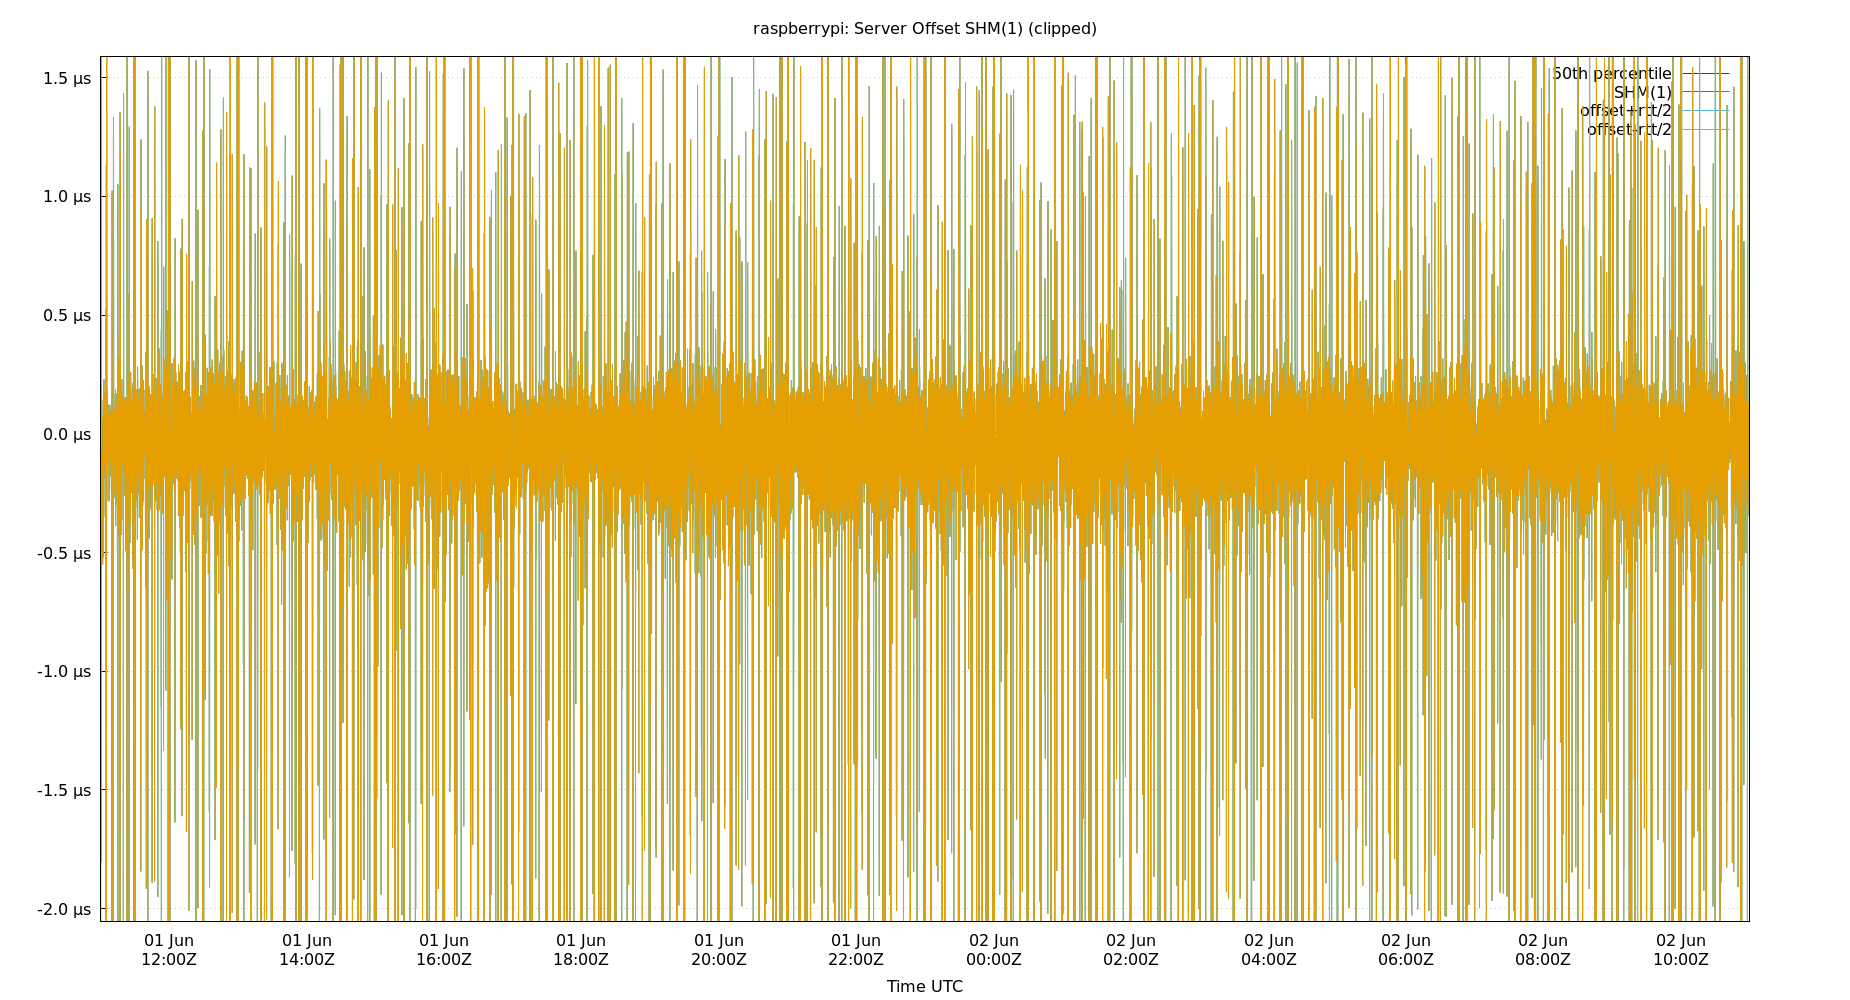 raspberrypi: Server Offset SHM(1) (clipped)
1.5 µs
1.0 µs
0.5 µs
0.0 µs
-0.5 µs
-1.0 µs
-1.5 µs
-2.0 µs
50th percentile
SHM(1)
offset+rtt/2
offset-rtt/2
01 Jun 01 Jun 01 Jun 01 Jun 01 Jun 01 Jun 02 Jun 02 Jun 02 Jun 02 Jun 02 Jun 02 Jun
12:00Z 14:00Z 16:00Z 18:00Z 20:00Z 22:00Z 00:00Z 02:00Z 04:00Z 06:00Z 08:00Z 10:00Z
Time UTC